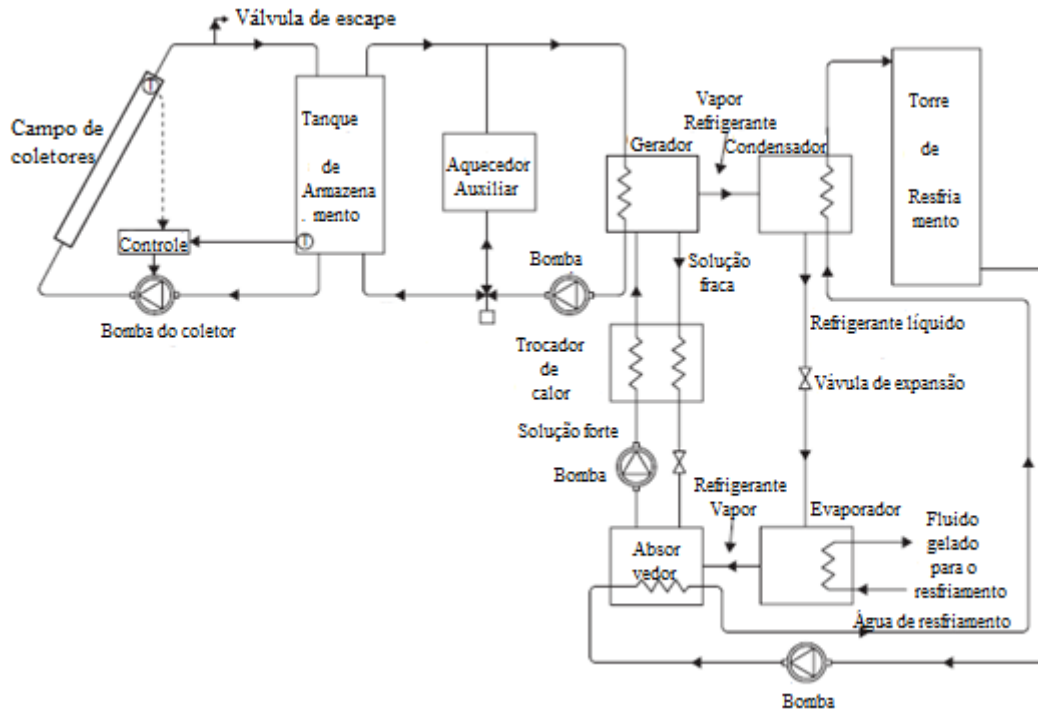 Válvula de escape
Campo de
coletores
T
Controle
Bomba do coletor
Tanque
de
Armazena
. mento
T
Aquecedor
Auxiliar
Bomba
Vapor
Refrigerante
Gerador
Condensador
Torre
de
Resfria
mento
Solução
fraca
Refrigerante líquido
Trocador
de
calor
Vávula de expansão
Solução forte
Bomba
Refrigerante
Vapor
Evaporador
Absor
vedor
Fluido
gelado
para o
resfriamento
Água de resfriamento
Bomba